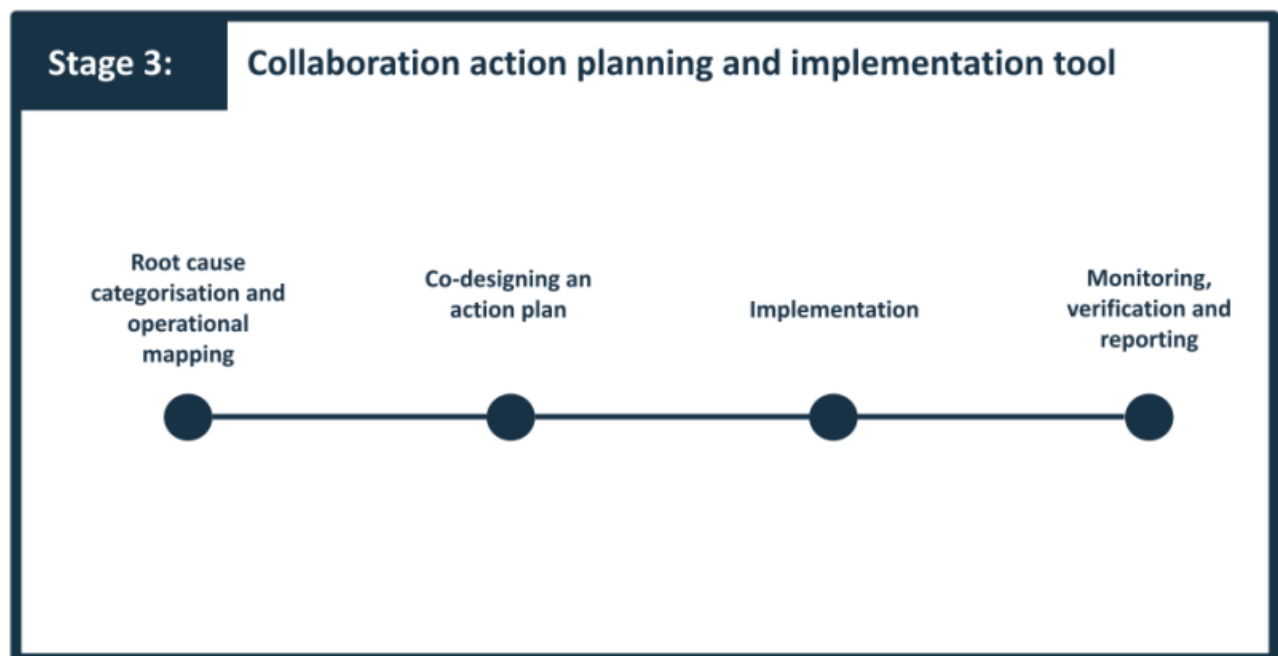 Stage 3:
Collaboration action planning and implementation tool
Root cause
categorisation and
operational
mapping
Co-designing an
action plan
Implementation
Monitoring,
verification and
reporting